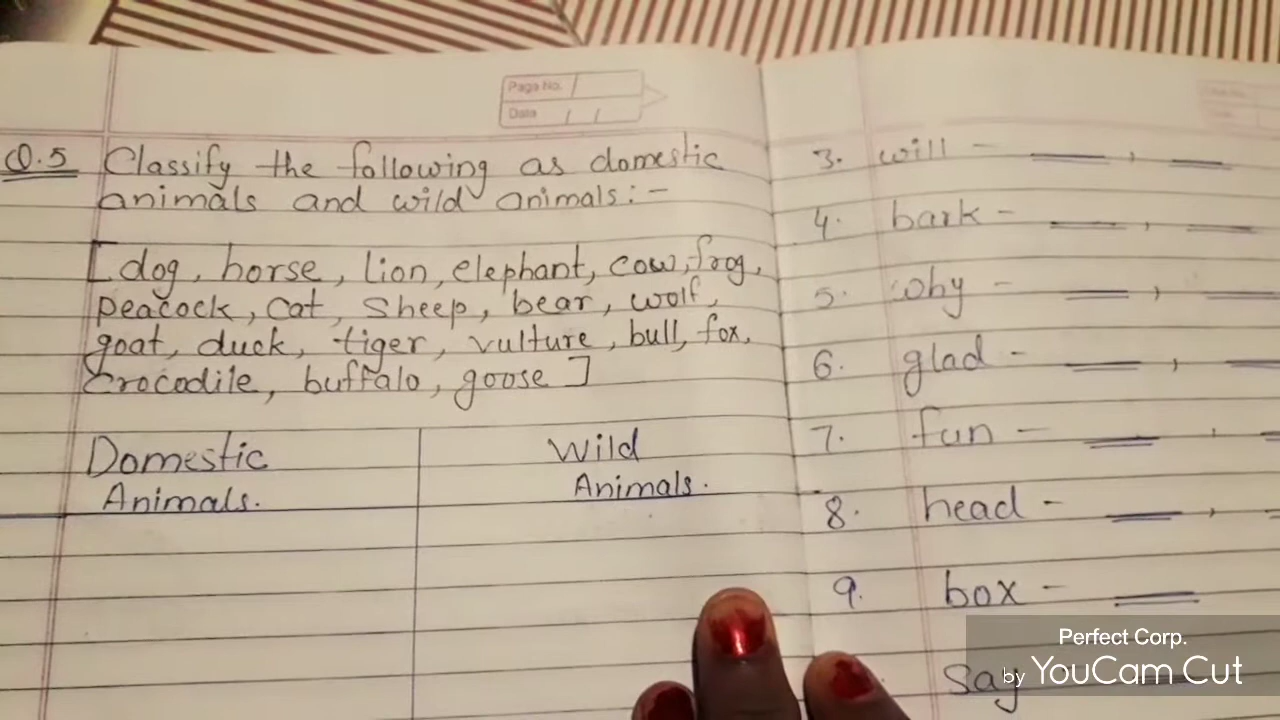 Page No.
Date
Q.5 Classify the following as domestic
animals and wild animals:-
[dog, horse, lion, elephant, cow, frog,
peacock, cat, sheep, bear, wolf,
goat, duck, tiger, vulture, bull, fox,
crocodile, buffalo, goose]
Domestic
Animals.
Wild
Animals.
3. will -
4. bark -
5. why -
6. glad -
7. fun -
8. head -
9. box -
say
Perfect Corp.
by YouCam Cut